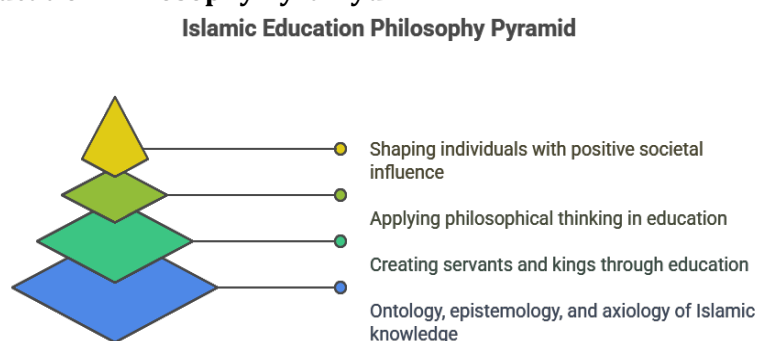 Islamic Education Philosophy Pyramid
Shaping individuals with positive societal
influence
Applying philosophical thinking in education
Creating servants and kings through education
Ontology, epistemology, and axiology of Islamic
knowledge